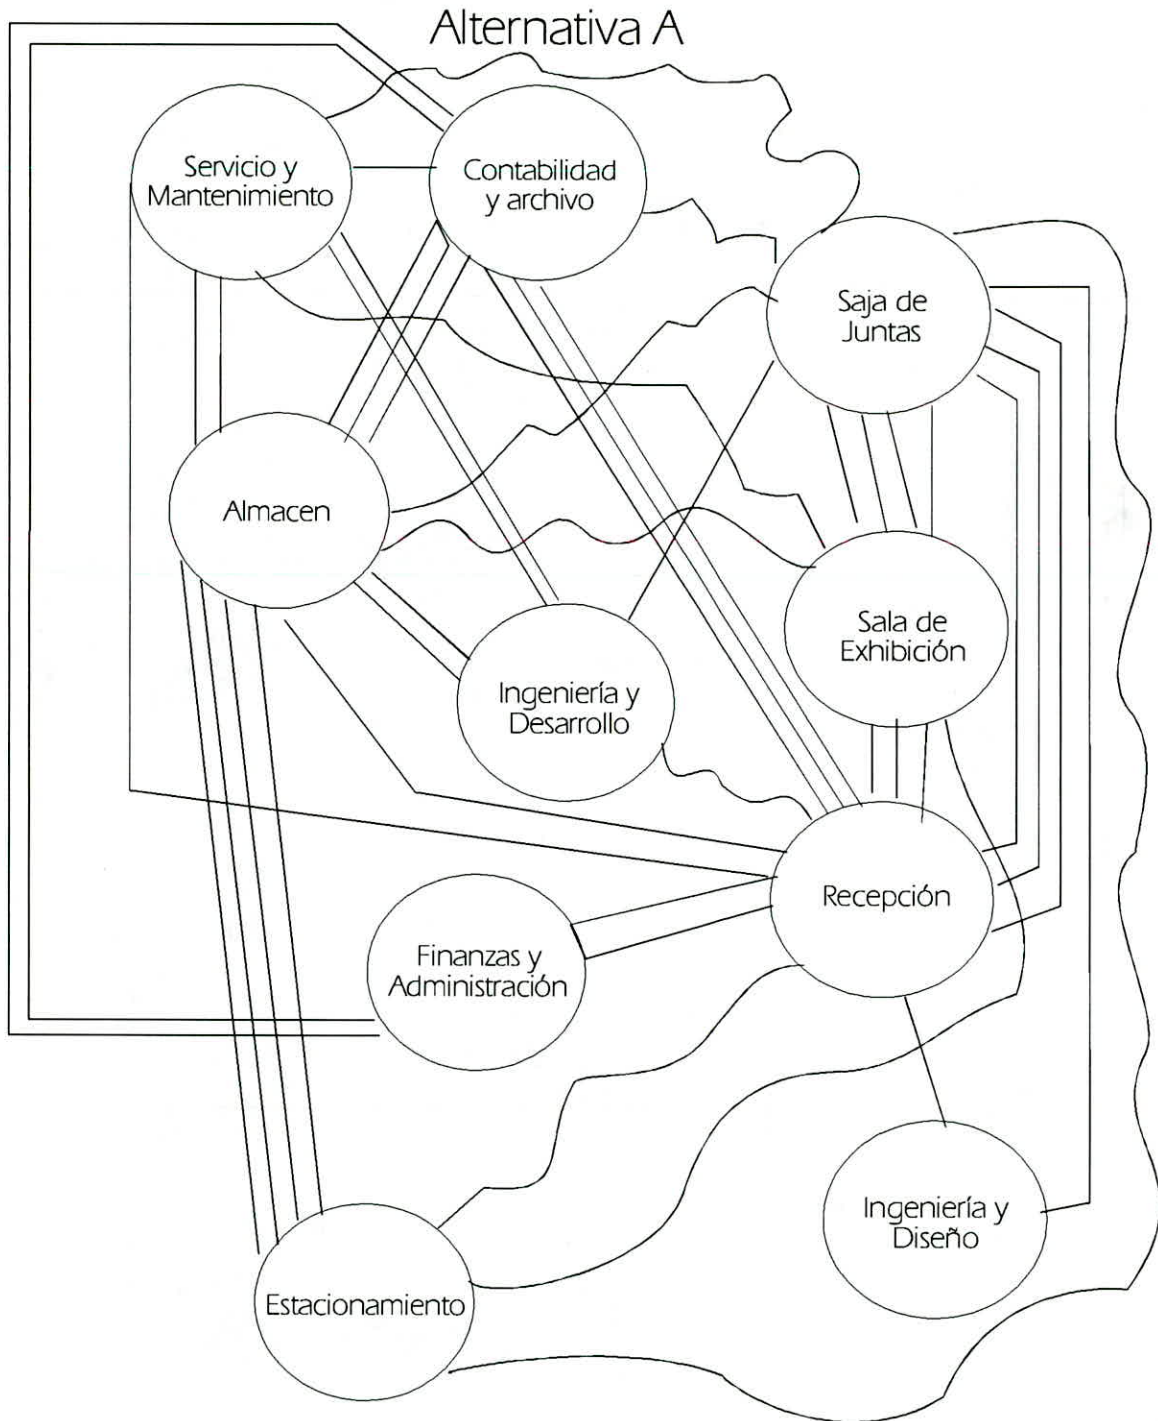 Alternativa A
Servicio y
Mantenimiento
Contabilidad
y archivo
Saja de
Juntas
Almacen
Sala de
Exhibición
Ingeniería y
Desarrollo
Recepción
Finanzas y
Administración
Ingeniería y
Diseño
Estacionamiento